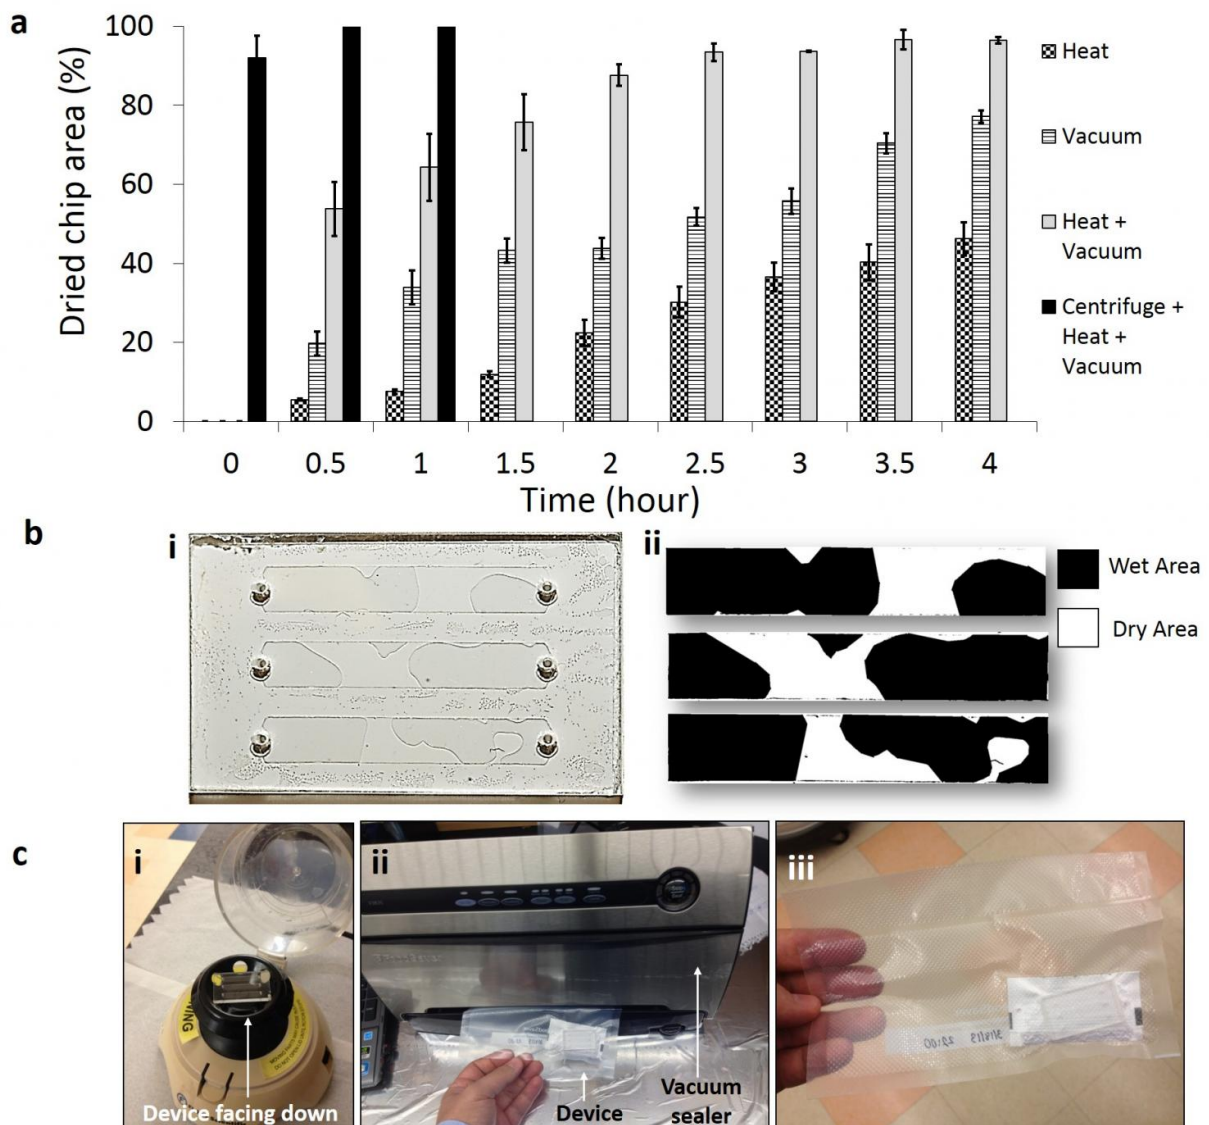 a
Dried chip area (%)
100
80
60
40
20
0
0 0.5 1 1.5 2 2.5 3 3.5 4
Time (hour)
Heat
Vacuum
Heat +
Vacuum
Centrifuge +
Heat +
Vacuum
b
i
ii
Wet Area
Dry Area
c
i
Device facing down
ii
Device
Vacuum
sealer
iii